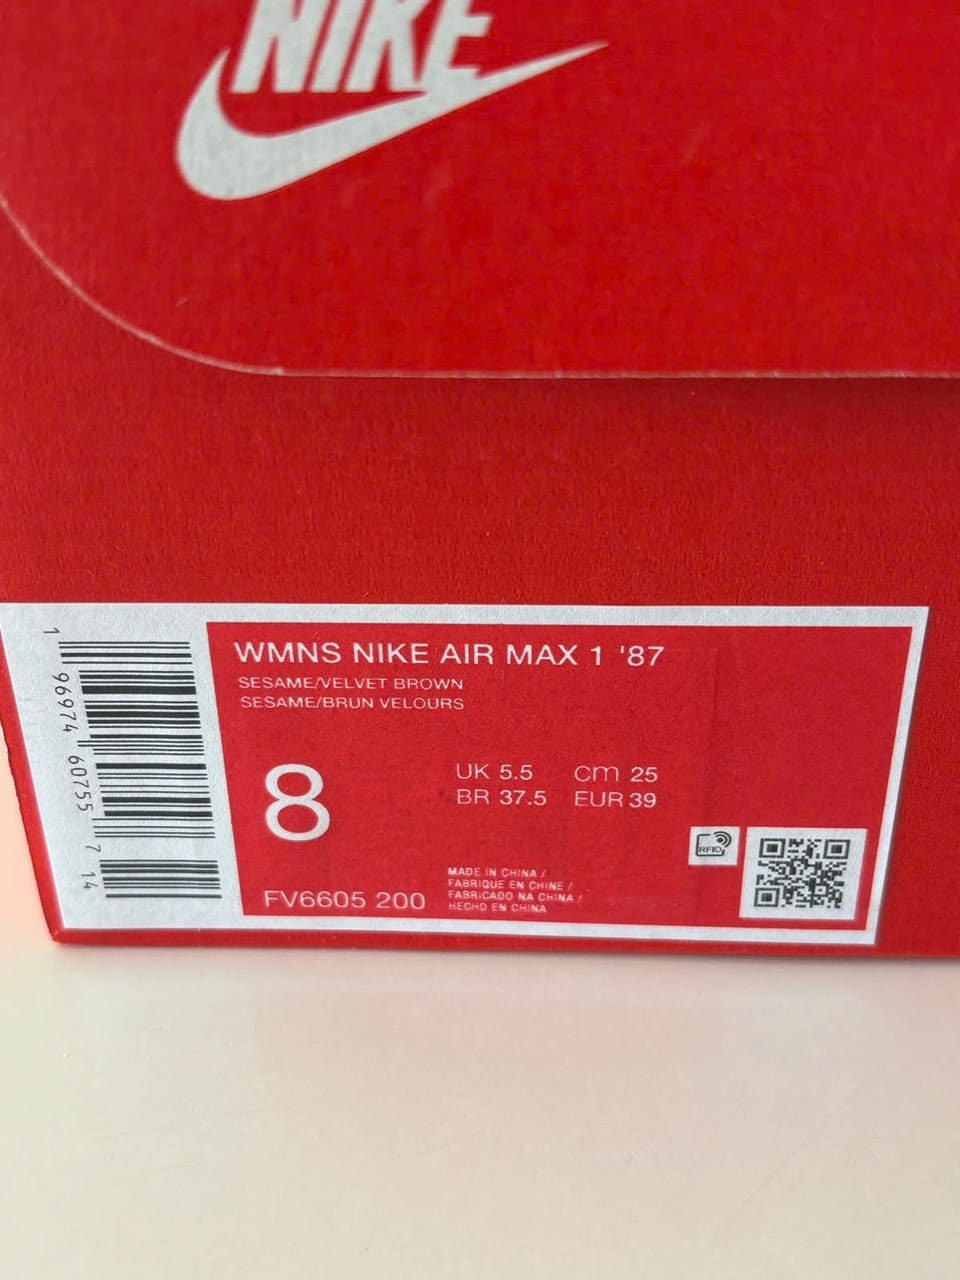 NIKE
WMNS NIKE AIR MAX 1 '87
SESAME/VELVET BROWN
SESAME/BRUN VELOURS
8
UK 5.5 cm 25
BR 37.5 EUR 39
FV6605 200
MADE IN CHINA /
FABRIQUE EN CHINE /
FABRICADO NA CHINA /
HECHO EN CHINA
RFID
1 96974 60755 7 14